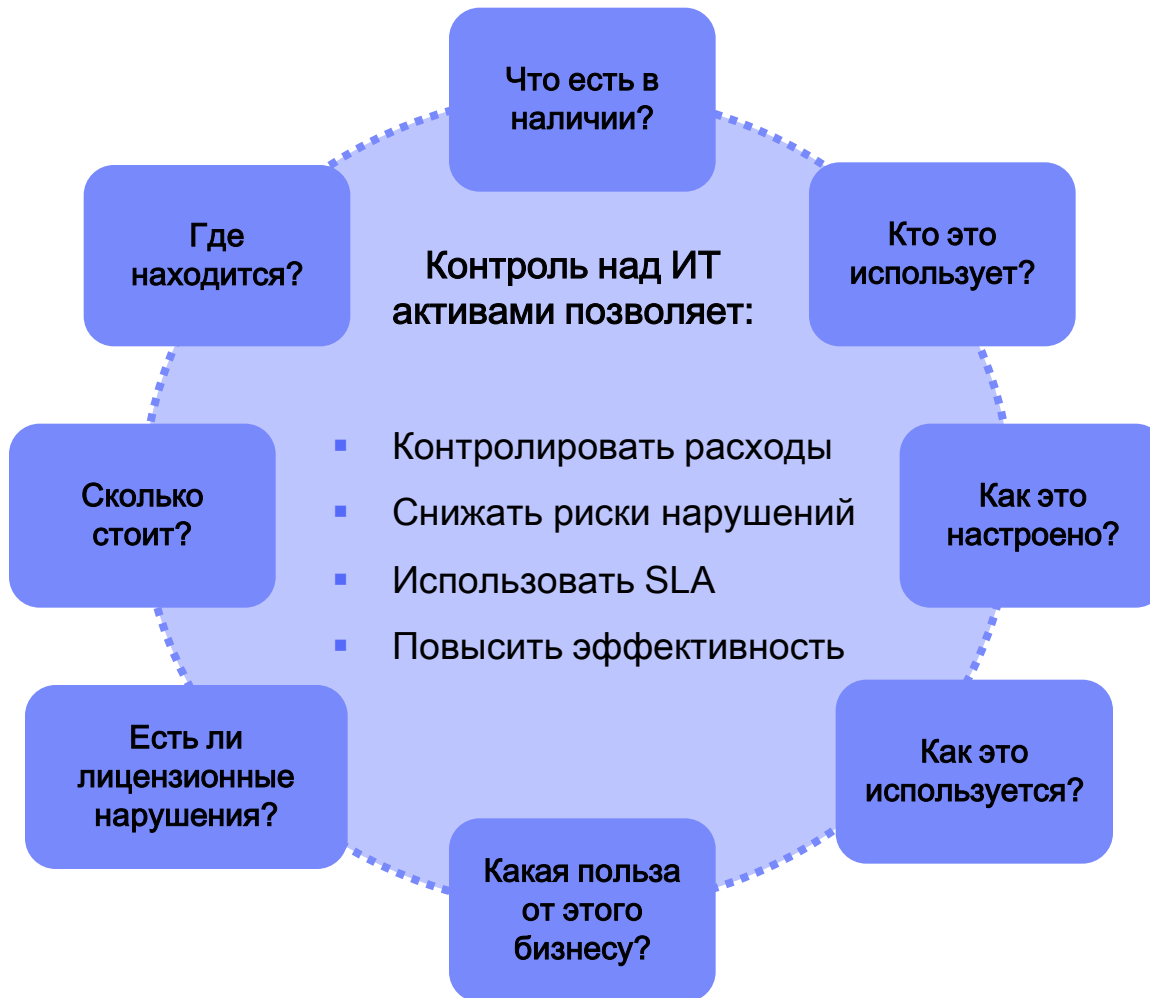 Что есть в
наличии?
Где
находится?
Кто это
использует?
Контроль над ИТ
активами позволяет:
Сколько
стоит?
▪ Контролировать расходы
▪ Снижать риски нарушений
▪ Использовать SLA
▪ Повысить эффективность
Как это
настроено?
Есть ли
лицензионные
нарушения?
Как это
используется?
Какая польза
от этого
бизнесу?